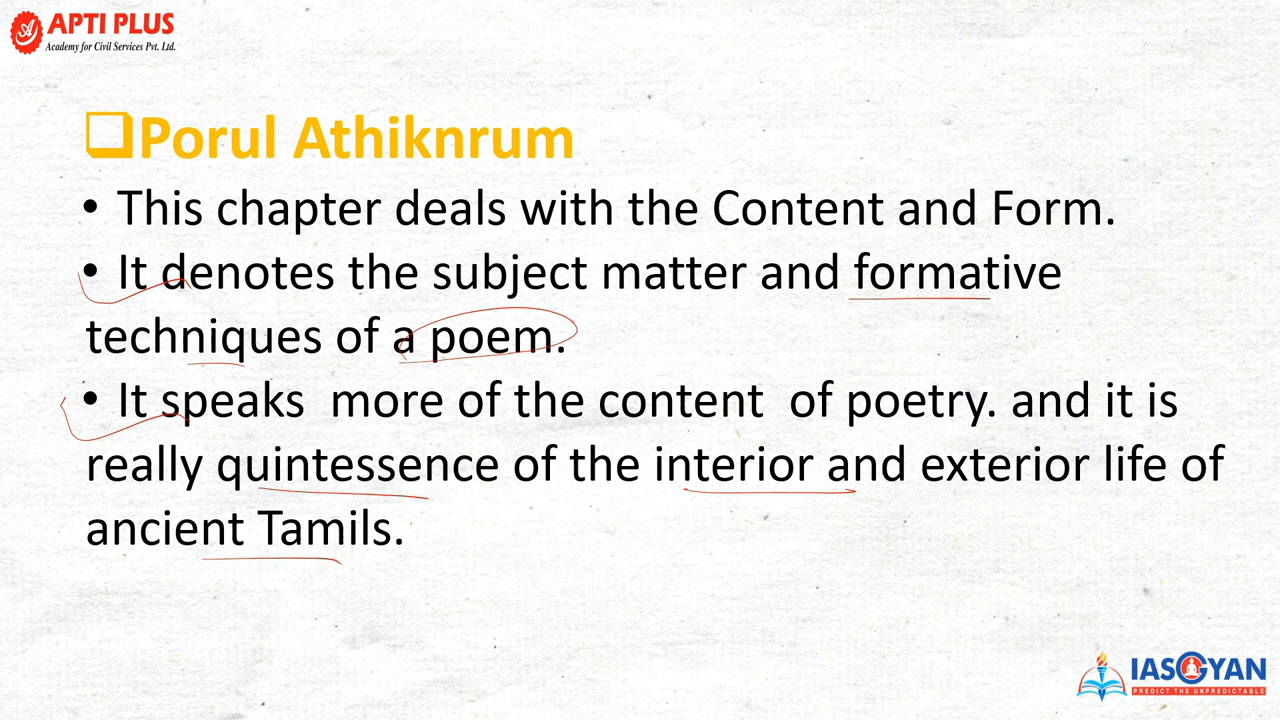 APTI PLUS
Academy for Civil Services Pvt. Ltd.
Porul Athiknrum
• This chapter deals with the Content and Form.
• It denotes the subject matter and formative
techniques of a poem.
• It speaks more of the content of poetry. and it is
really quintessence of the interior and exterior life of
ancient Tamils.
IASGYAN
PREDICT THE UNPREDICTABLE